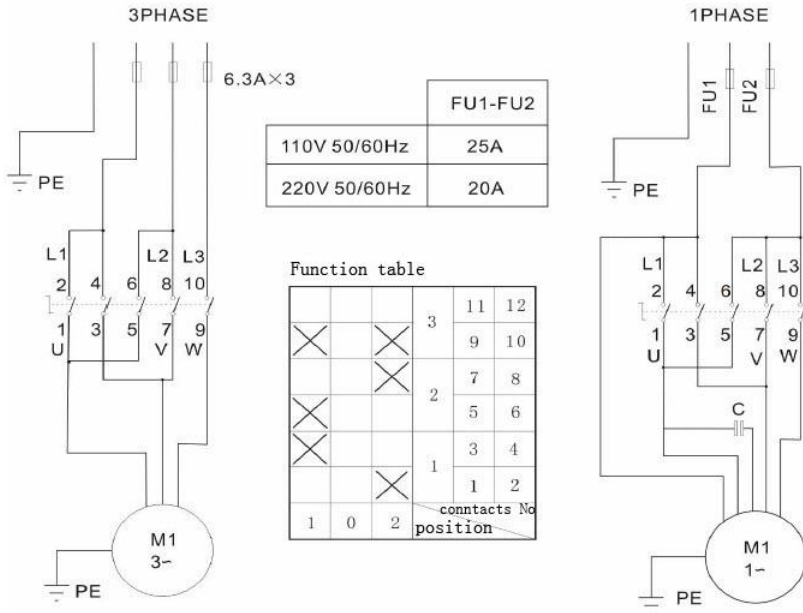 3PHASE
6.3A×3
PE
L1 L2 L3
2 4 6 8 10
1 3 5 7 9
U V W
M1
3~
PE
FU1-FU2
110V 50/60Hz 25A
220V 50/60Hz 20A
Function table
3 11 12
9 10
2 7 8
5 6
1 3 4
1 2
conntacts No
1 0 2 position
1PHASE
FU1 FU2
PE
L1 L2 L3
2 4 6 8 10
1 3 5 7 9
U V W
C
M1
1~
PE